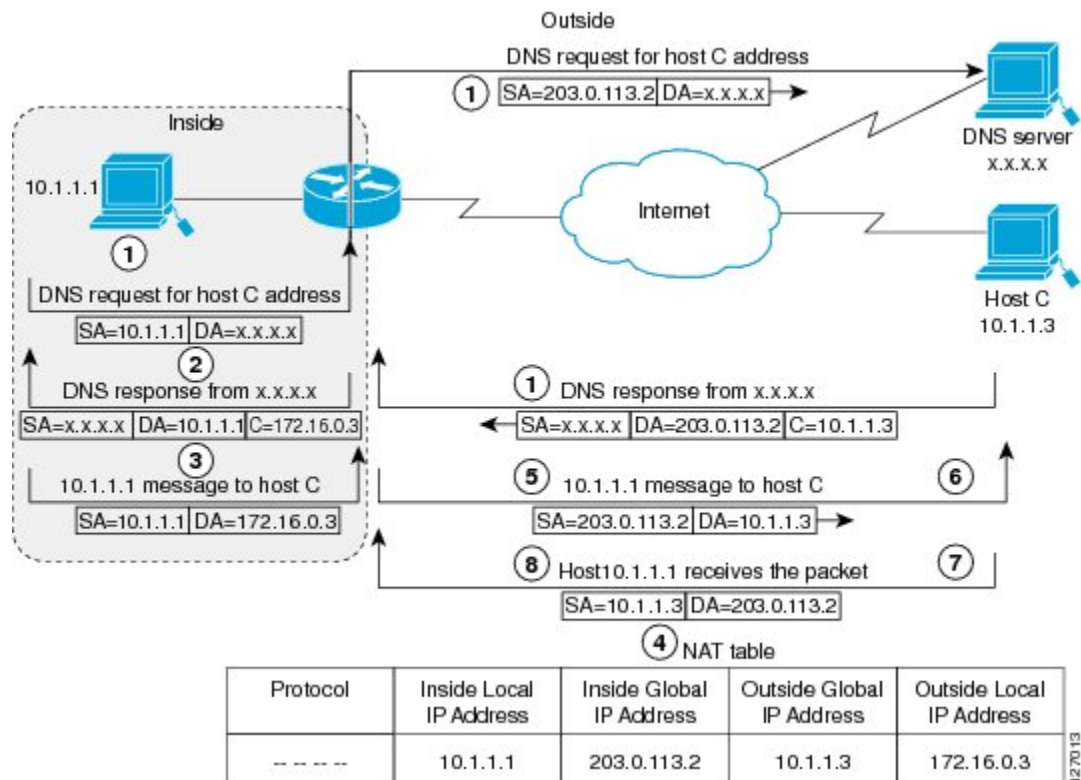 Outside
DNS request for host C address
1 SA=203.0.113.2 DA=x.x.x.x
Inside
DNS server
x.x.x.x
10.1.1.1
Internet
1
DNS request for host C address
SA=10.1.1.1 DA=x.x.x.x
Host C
10.1.1.3
2
DNS response from x.x.x.x
SA=x.x.x.x DA=10.1.1.1 C=172.16.0.3
1
DNS response from x.x.x.x
SA=x.x.x.x DA=203.0.113.2 C=10.1.1.3
3
10.1.1.1 message to host C
SA=10.1.1.1 DA=172.16.0.3
5 10.1.1.1 message to host C 6
SA=203.0.113.2 DA=10.1.1.3
8 Host10.1.1.1 receives the packet 7
SA=10.1.1.3 DA=203.0.113.2
4 NAT table
Protocol
Inside Local
IP Address
Inside Global
IP Address
Outside Global
IP Address
Outside Local
IP Address
-- -- -- -- 10.1.1.1 203.0.113.2 10.1.1.3 172.16.0.3